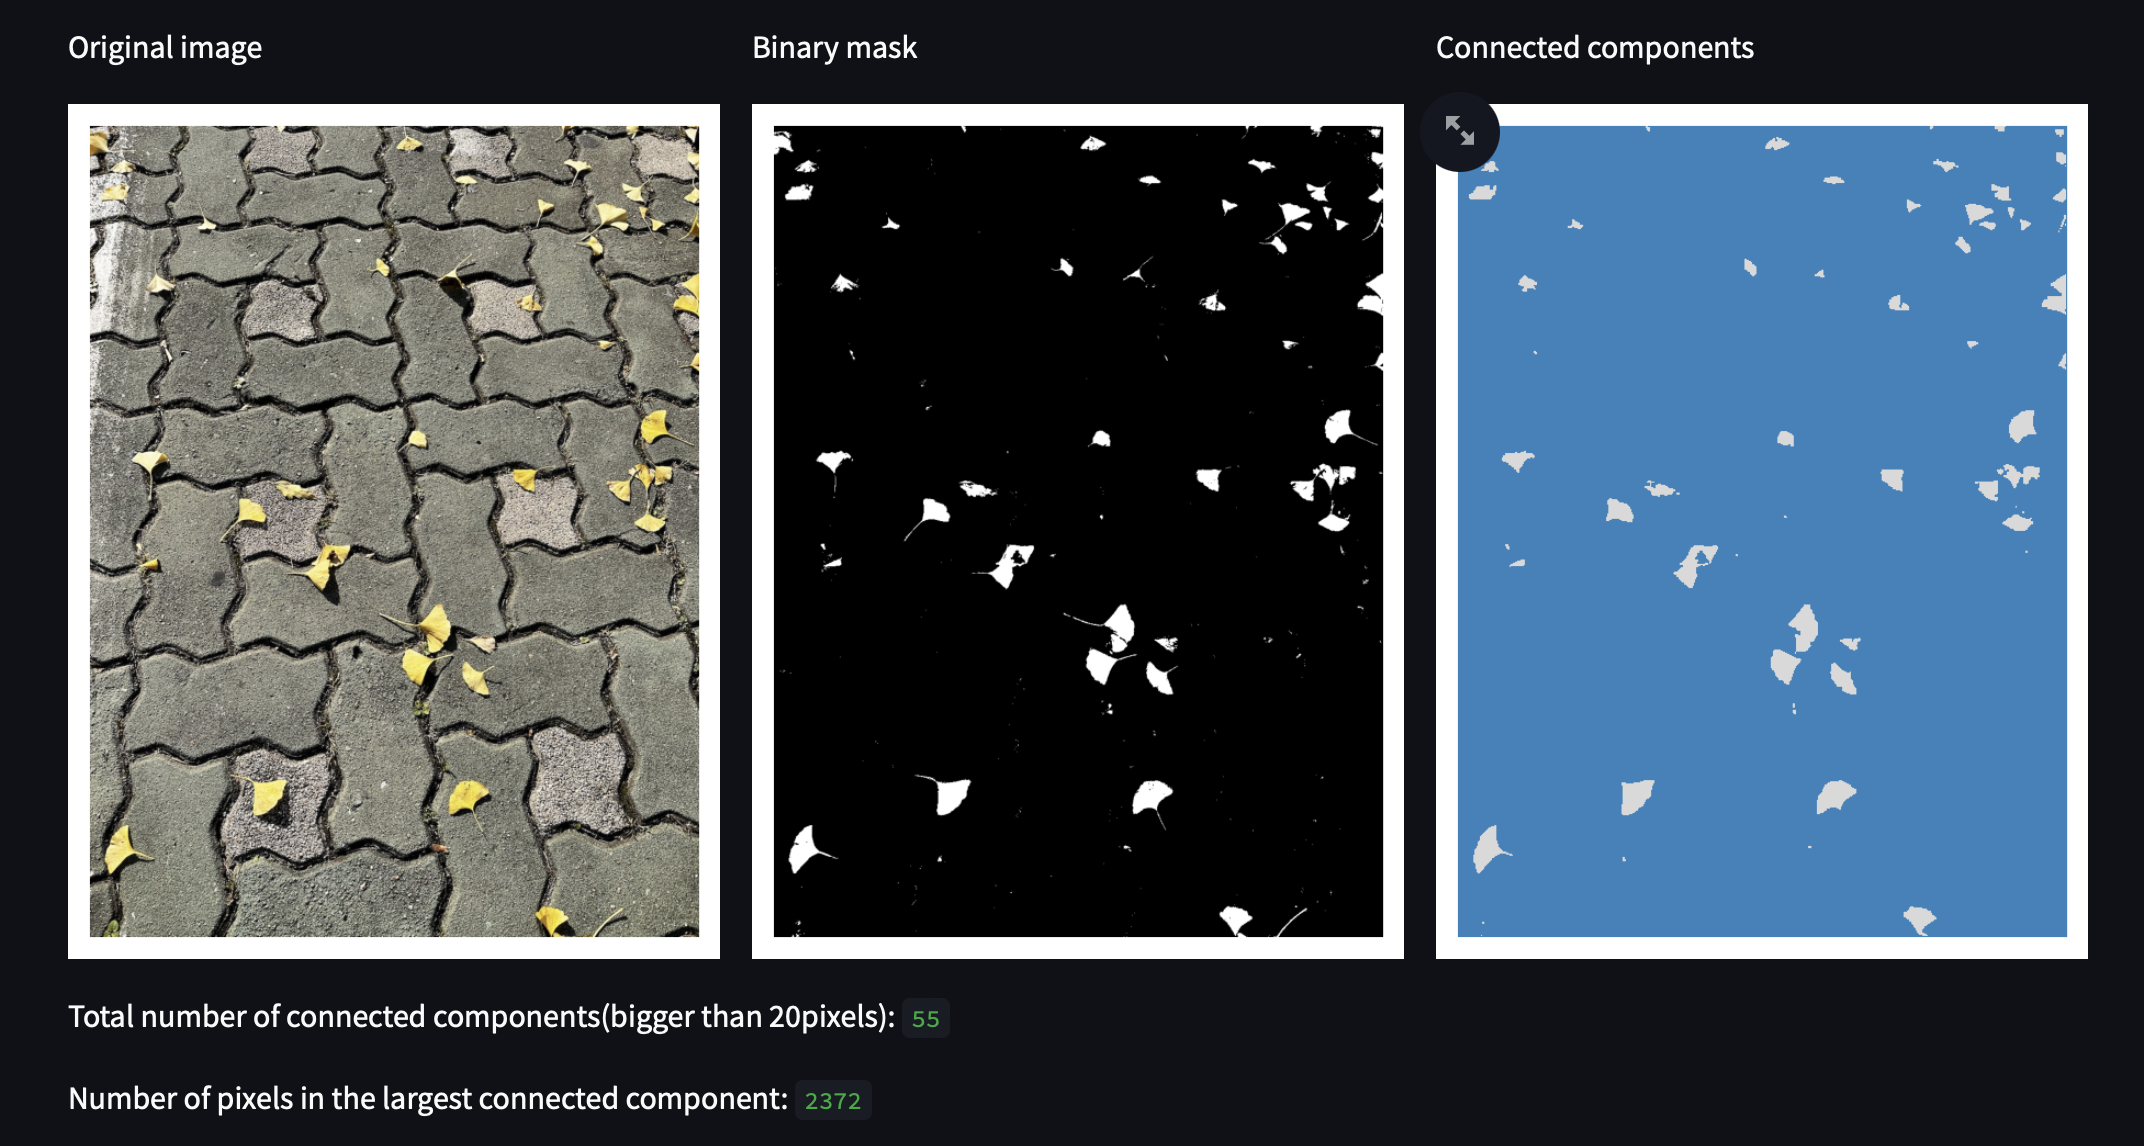 Original image
Binary mask
Connected components
Total number of connected components(bigger than 20pixels): 55
Number of pixels in the largest connected component: 2372